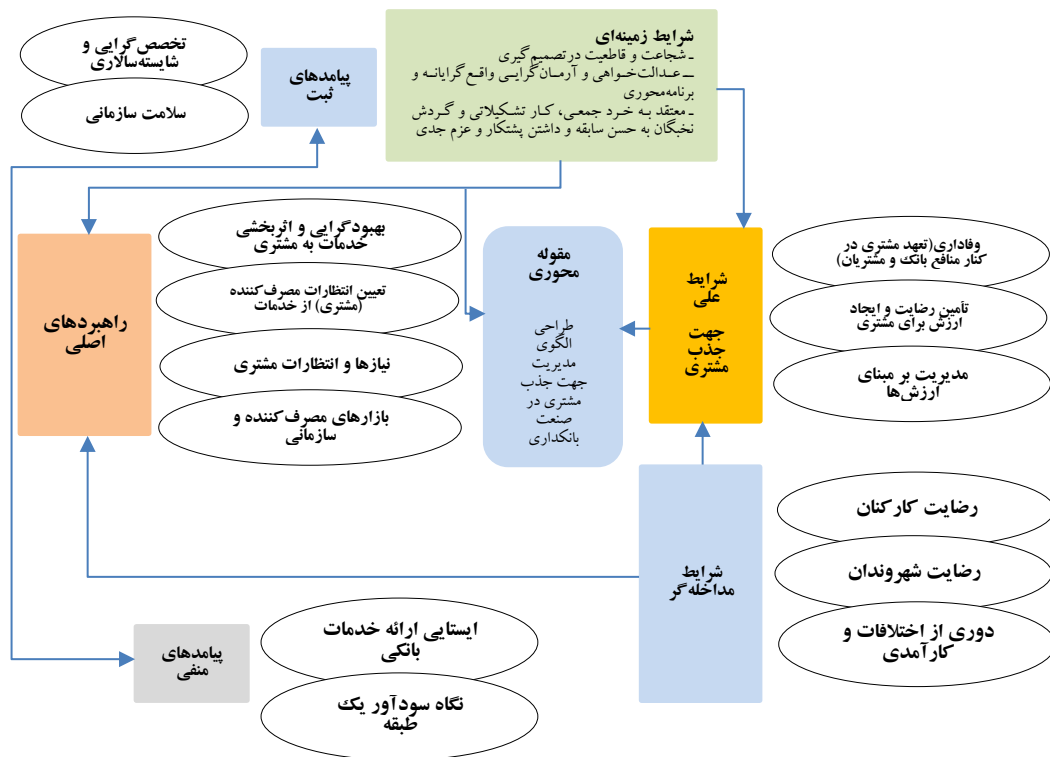 شرایط زمینه‌ای
ـ شجاعت و قاطعیت در تصمیم‌گیری
ـ عدالت‌خواهی و آرمان‌گرایی واقع‌گرایانه و
برنامه‌محوری
ـ معتقد به خرد جمعی، کار تشکیلاتی و گردش
نخبگان به حسن سابقه و داشتن پشتکار و عزم جدی
پیامدهای
ثبت
تخصص‌گرایی و
شایسته‌سالاری
سلامت سازمانی
وفاداری(تعهد مشتری در
کنار منافع بانک و مشتریان)
تأمین رضایت و ایجاد
ارزش برای مشتری
مدیریت بر مبنای
ارزش‌ها
شرایط
علی
جهت
جذب
مشتری
مقوله
محوری
طراحی
الگوی
مدیریت
جهت جذب
مشتری در
صنعت
بانکداری
بهبودگرایی و اثربخشی
خدمات به مشتری
تعیین انتظارات مصرف‌کننده
(مشتری) از خدمات
نیازها و انتظارات مشتری
بازارهای مصرف‌کننده و
سازمانی
راهبردهای
اصلی
رضایت کارکنان
رضایت شهروندان
دوری از اختلافات و
کارآمدی
شرایط
مداخله‌گر
ایستایی ارائه خدمات
بانکی
نگاه سودآور یک
طبقه
پیامدهای
منفی